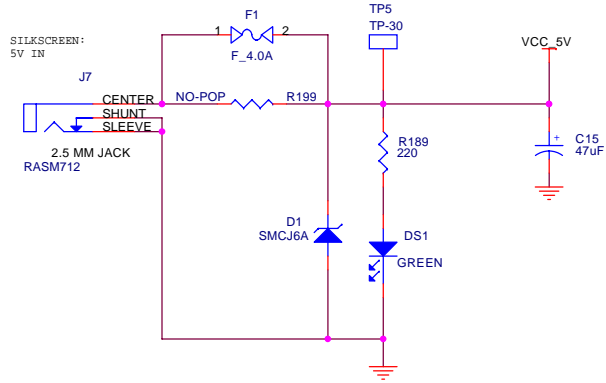 TP5
TP-30
F1
1
2
F_4.0A
SILKSCREEN:
5V IN
VCC_5V
J7
CENTER
SHUNT
SLEEVE
NO-POP
R199
2.5 MM JACK
RASM712
R189
220
C15
+
47uF
D1
SMCJ6A
DS1
GREEN